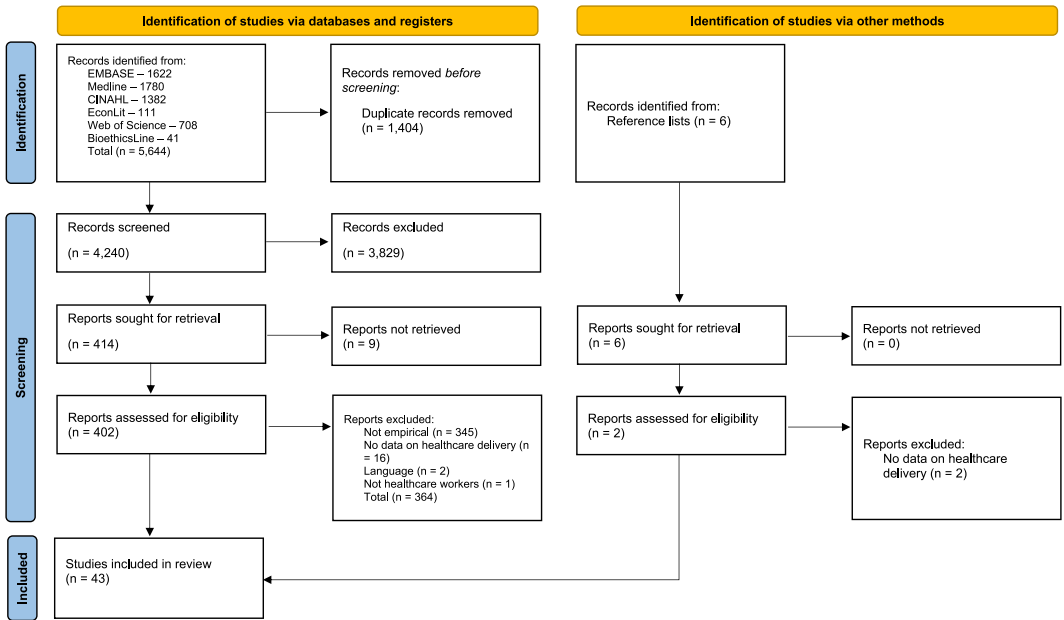 Identification of studies via databases and registers
Identification of studies via other methods
Identification
Records identified from:
EMBASE – 1622
Medline – 1780
CINAHL – 1382
EconLit – 111
Web of Science – 708
BioethicsLine – 41
Total (n = 5,644)
Records removed before
screening:
Duplicate records removed
(n = 1,404)
Records identified from:
Reference lists (n = 6)
Screening
Records screened
(n = 4,240)
Records excluded
(n = 3,829)
Reports sought for retrieval
(n = 414)
Reports not retrieved
(n = 9)
Reports sought for retrieval
(n = 6)
Reports not retrieved
(n = 0)
Reports assessed for eligibility
(n = 402)
Reports excluded:
Not empirical (n = 345)
No data on healthcare delivery (n
= 16)
Language (n = 2)
Not healthcare workers (n = 1)
Total (n = 364)
Reports assessed for eligibility
(n = 2)
Reports excluded:
No data on healthcare
delivery (n = 2)
Included
Studies included in review
(n = 43)